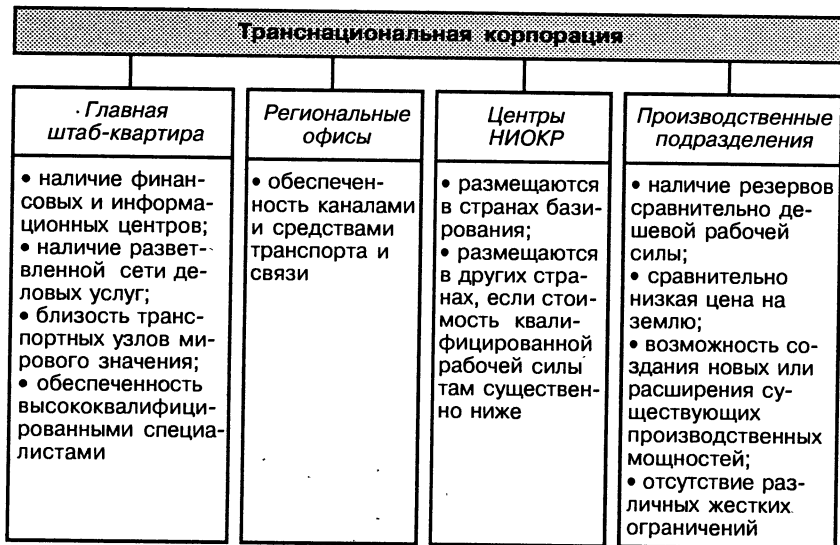 Транснациональная корпорация
Главная
штаб-квартира
• наличие финан-
совых и информа-
ционных центров;
• наличие развет-
вленной сети де-
ловых услуг;
• близость транс-
портных узлов ми-
рового значения;
• обеспеченность
высококвалифици-
рованными специа-
листами
Региональные
офисы
• обеспечен-
ность каналами
и средствами
транспорта и
связи
Центры
НИОКР
• размещаются
в странах бази-
рования;
• размещаются
в других стра-
нах, если стои-
мость квали-
фицированной
рабочей силы
там существен-
но ниже
Производственные
подразделения
• наличие резервов
сравнительно де-
шевой рабочей
силы;
• сравнительно
низкая цена на
землю;
• возможность со-
здания новых или
расширения су-
ществующих
производственных
мощностей;
• отсутствие раз-
личных жестких
ограничений